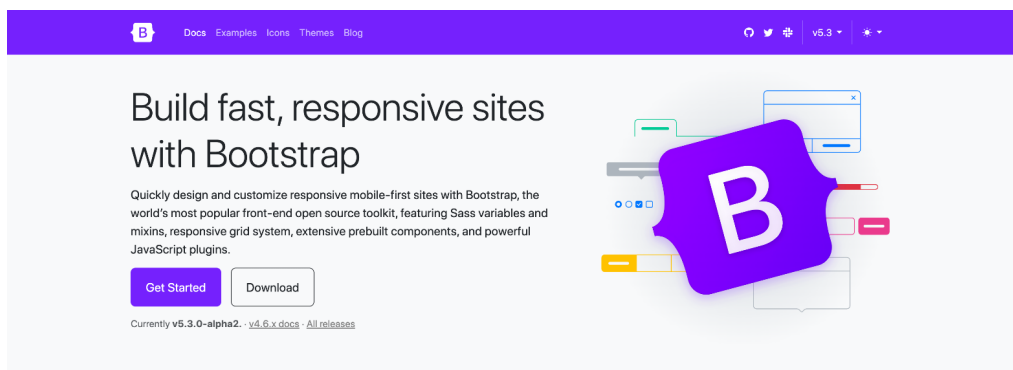 B Docs Examples Icons Themes Blog v5.3
Build fast, responsive sites
with Bootstrap
Quickly design and customize responsive mobile-first sites with Bootstrap, the
world's most popular front-end open source toolkit, featuring Sass variables and
mixins, responsive grid system, extensive prebuilt components, and powerful
JavaScript plugins.
Get Started Download
Currently v5.3.0-alpha2. · v4.6.x docs · All releases
B